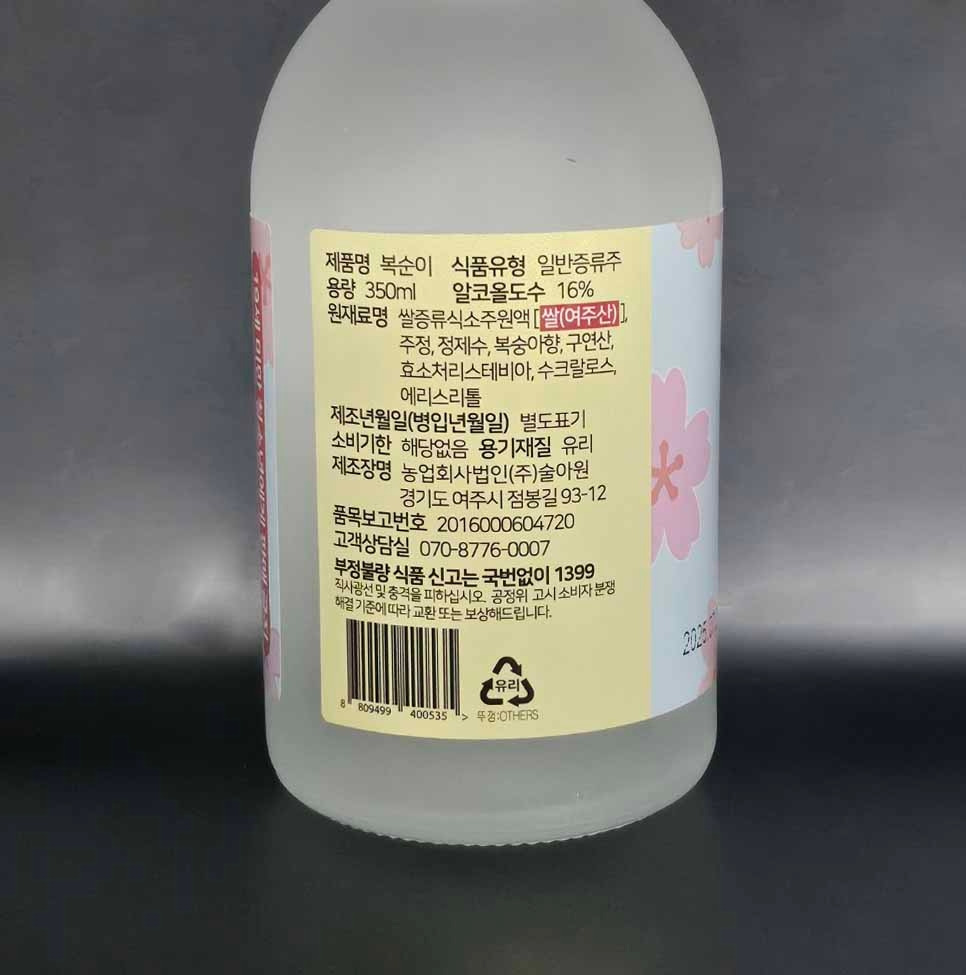 제품명 복순이 식품유형 일반증류주
용량 350ml 알코올도수 16%
원재료명 쌀증류식소주원액[쌀(여주산)],
주정, 정제수, 복숭아향, 구연산,
효소처리스테비아, 수크랄로스,
에리스리톨
제조년월일(병입년월일) 별도표기
소비기한 해당없음 용기재질 유리
제조장명 농업회사법인(주)술아원
경기도 여주시 점봉길 93-12
품목보고번호 2016000604720
고객상담실 070-8776-0007
부정불량 식품 신고는 국번없이 1399
직사광선 및 충격을 피하십시오. 공정위 고시 소비자 분쟁
해결 기준에 따라 교환 또는 보상해드립니다.
8 809499 400535 >
유리
뚜껑:OTHERS
2025.0